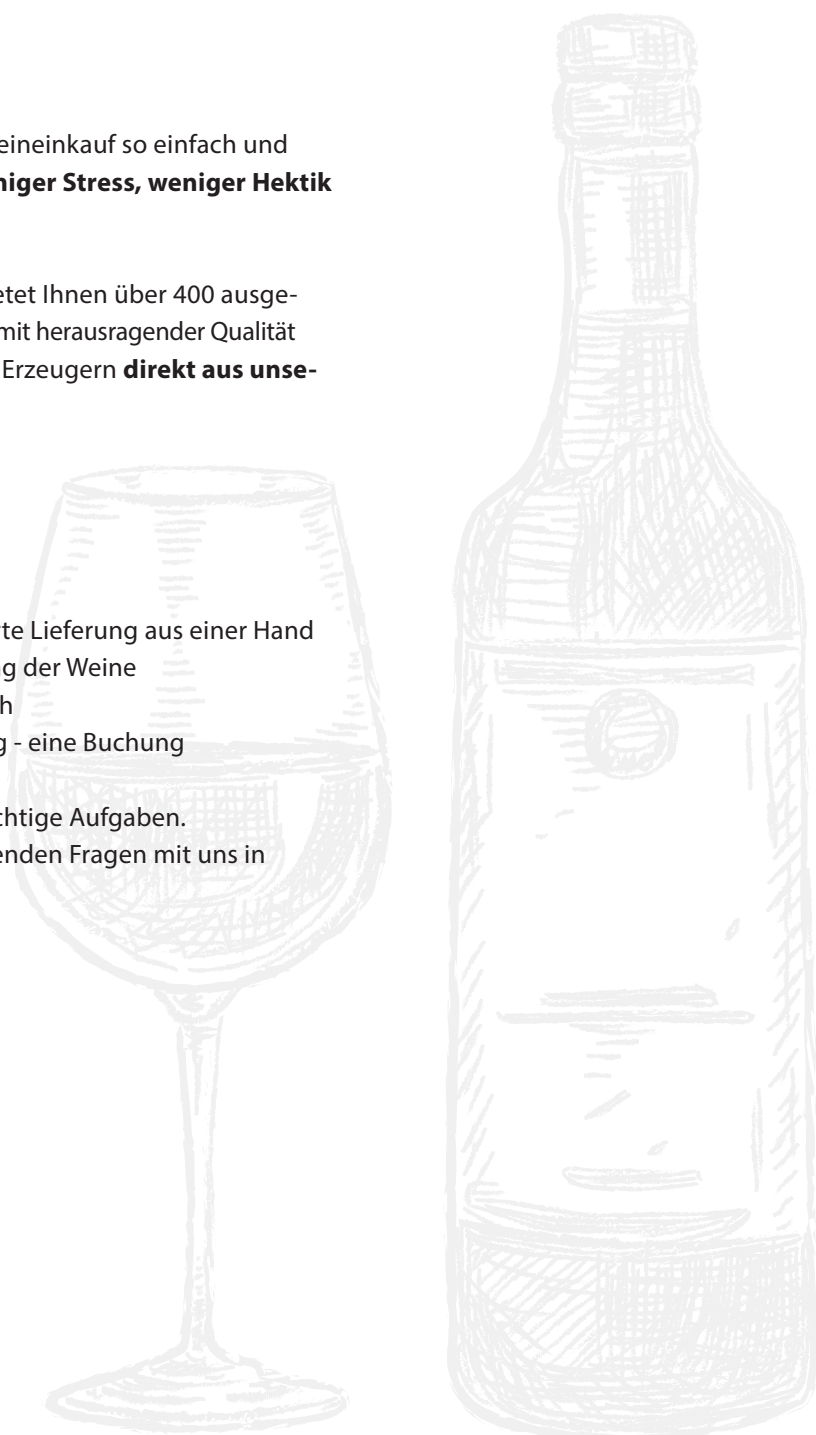 eineinkauf so einfach und
niger Stress, weniger Hektik
etet Ihnen über 400 ausge-
mit herausragender Qualität
Erzeugern direkt aus unse-
te Lieferung aus einer Hand
g der Weine
h
g - eine Buchung
chtige Aufgaben.
enden Fragen mit uns in